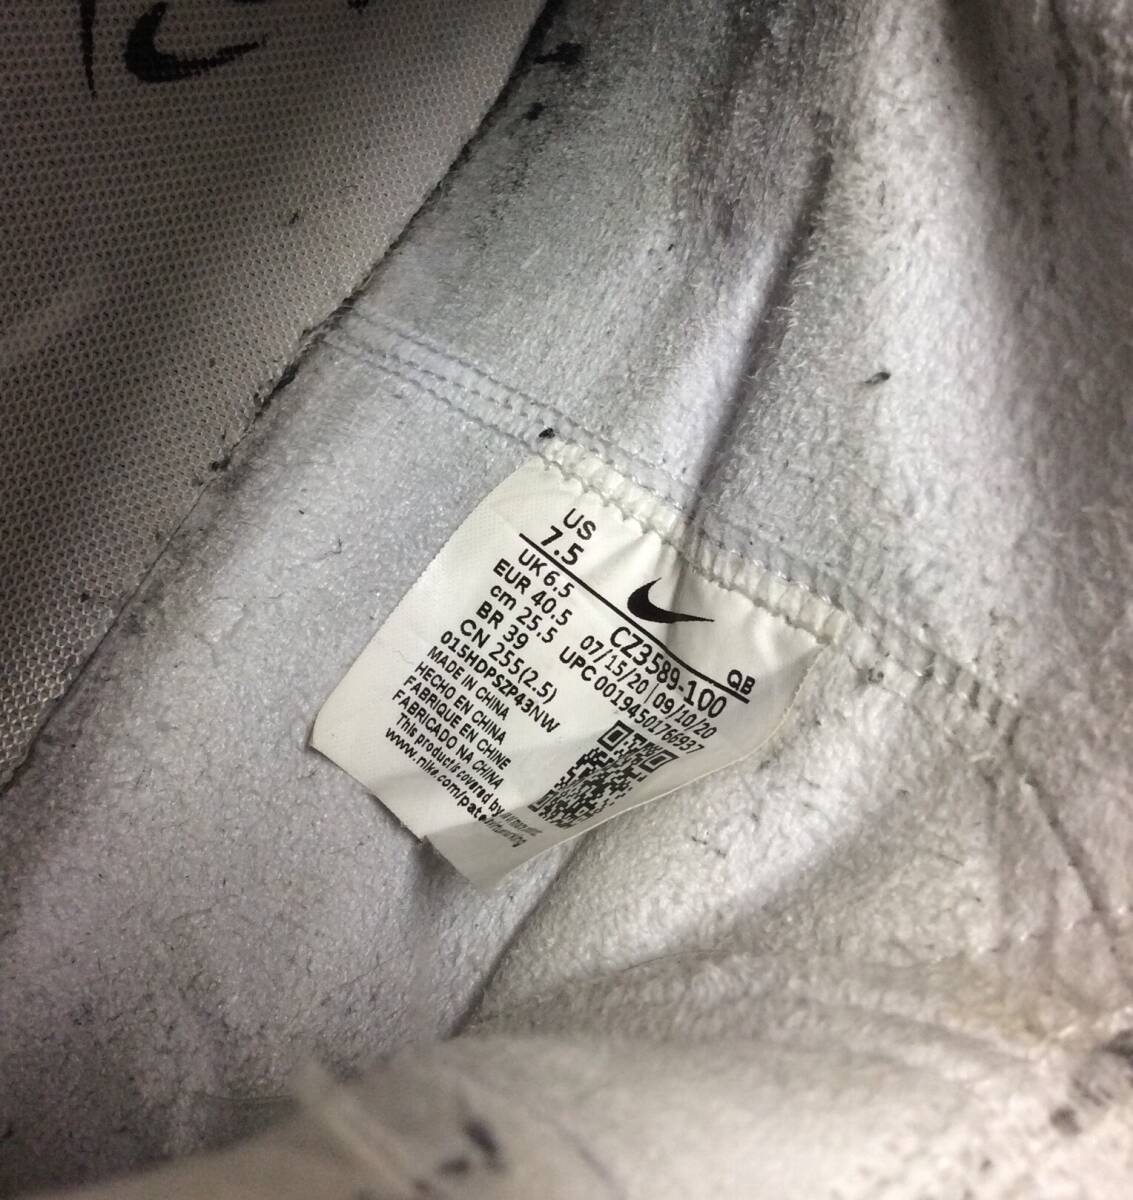 US
7.5
UK 6.5
EUR 40.5
cm 25.5
BR 39
CN 255(2.5)
015HDPSZP43NW
MADE IN CHINA
HECHO EN CHINA
FABRIQUE EN CHINE
FABRICADO NA CHINA
This product is covered by
www.nike.com/pate
QB
CZ3589-100
07/15/20 09/10/20
UPC 00194501766937